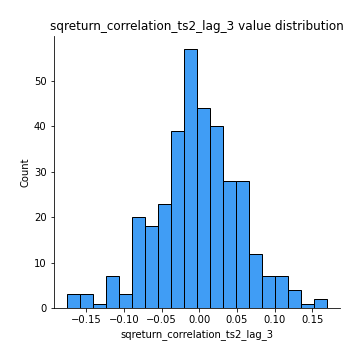 sqreturn_correlation_ts2_lag_3 value distribution
Count
50
40
30
20
10
0
−0.15 −0.10 −0.05 0.00 0.05 0.10 0.15
sqreturn_correlation_ts2_lag_3